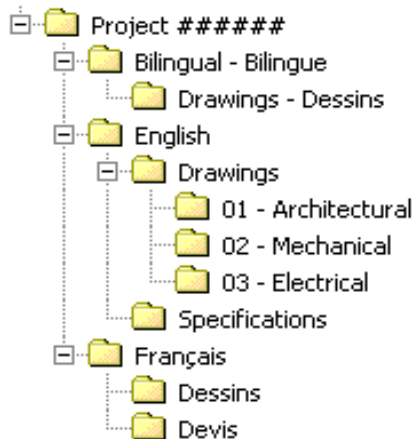 Project ######
Bilingual - Bilingue
Drawings - Dessins
English
Drawings
01 - Architectural
02 - Mechanical
03 - Electrical
Specifications
Français
Dessins
Devis